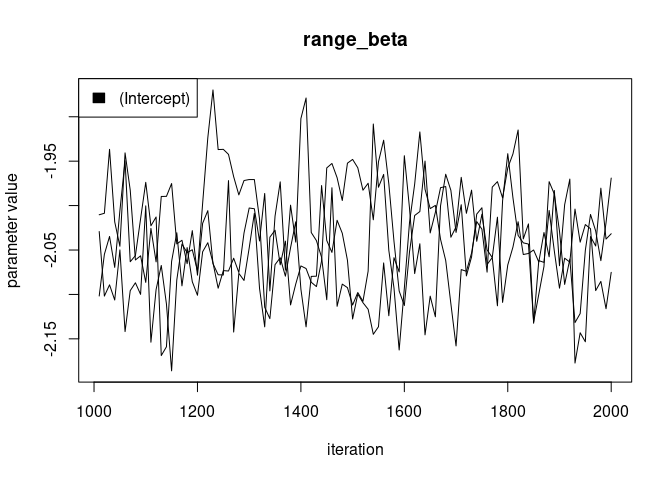 range_beta
(Intercept)
parameter value
-1.95
-2.05
-2.15
1000 1200 1400 1600 1800 2000
iteration